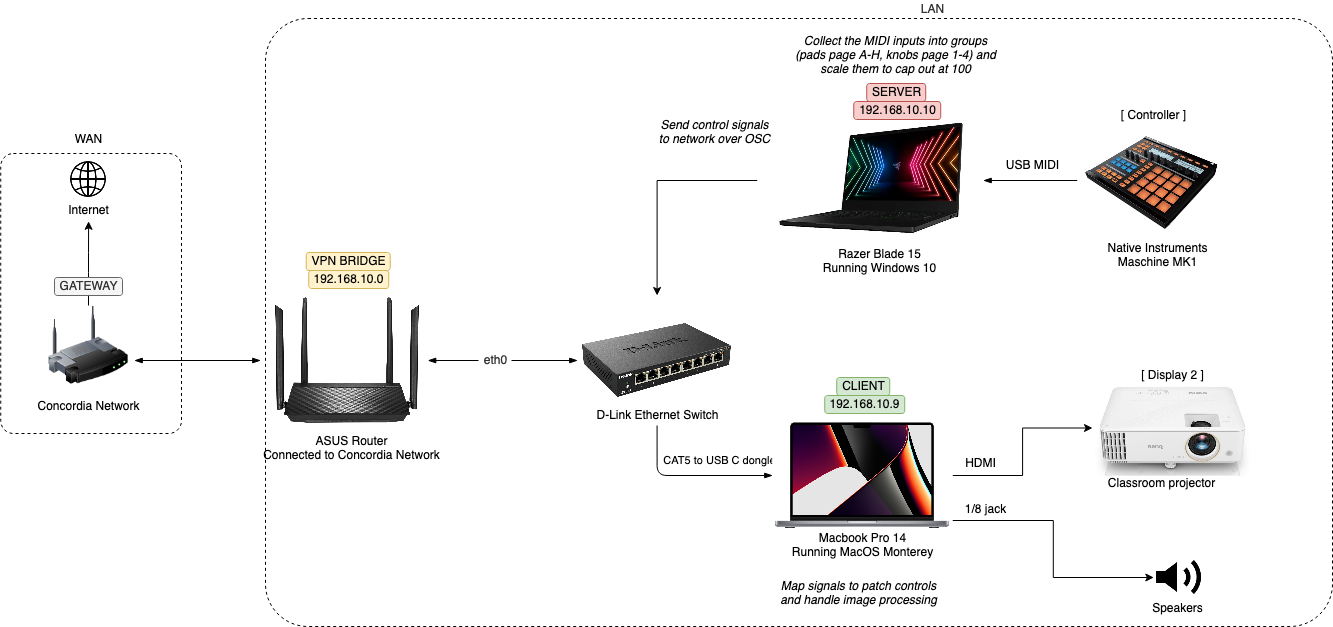 LAN
Collect the MIDI inputs into groups
(pads page A-H, knobs page 1-4) and
scale them to cap out at 100
SERVER
192.168.10.10
Send control signals
to network over OSC
[ Controller ]
USB MIDI
WAN
Internet
Razer Blade 15
Running Windows 10
Native Instruments
Maschine MK1
VPN BRIDGE
192.168.10.0
GATEWAY
eth0
D-Link
Concordia Network
ASUS Router
Connected to Concordia Network
D-Link Ethernet Switch
CLIENT
192.168.10.9
[ Display 2 ]
BenQ
CAT5 to USB C dongle
HDMI
Classroom projector
1/8 jack
Macbook Pro 14
Running MacOS Monterey
Map signals to patch controls
and handle image processing
Speakers